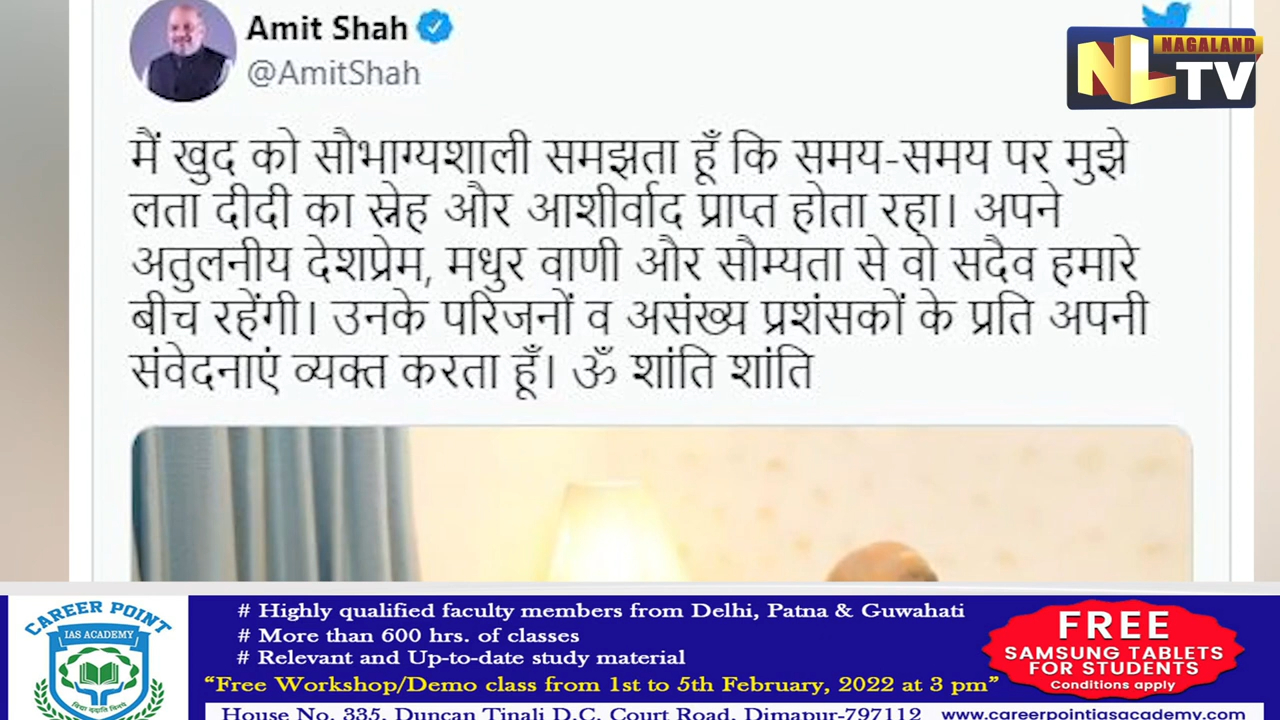 Amit Shah
@AmitShah
NAGALAND
NLTV
मैं खुद को सौभाग्यशाली समझता हूँ कि समय-समय पर मुझे
लता दीदी का स्नेह और आशीर्वाद प्राप्त होता रहा। अपने
अतुलनीय देशप्रेम, मधुर वाणी और सौम्यता से वो सदैव हमारे
बीच रहेंगी। उनके परिजनों व असंख्य प्रशंसकों के प्रति अपनी
संवेदनाएं व्यक्त करता हूँ। ॐ शांति शांति
CAREER POINT
IAS ACADEMY
# Highly qualified faculty members from Delhi, Patna & Guwahati
# More than 600 hrs. of classes
# Relevant and Up-to-date study material
“Free Workshop/Demo class from 1st to 5th February, 2022 at 3 pm”
House No. 335, Duncan Tinali D.C. Court Road, Dimapur-797112
FREE
SAMSUNG TABLETS
FOR STUDENTS
Conditions apply
www.careerpointiasacademy.com